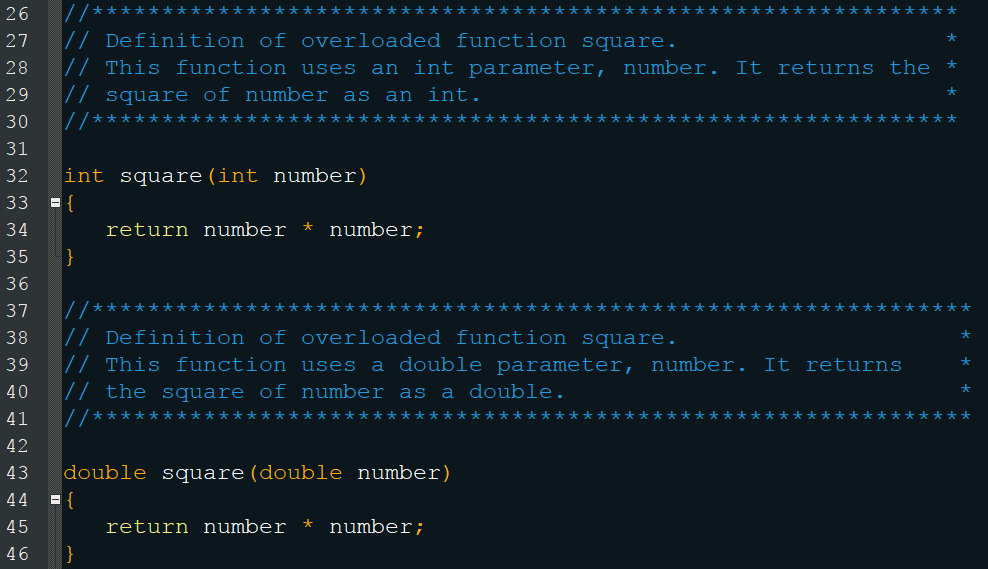 26 //**************************************************************
27 // Definition of overloaded function square.                   *
28 // This function uses an int parameter, number. It returns the *
29 // square of number as an int.                                 *
30 //**************************************************************
31
32 int square(int number)
33 {
34    return number * number;
35 }
36
37 //***************************************************************
38 // Definition of overloaded function square.                    *
39 // This function uses a double parameter, number. It returns    *
40 // the square of number as a double.                            *
41 //***************************************************************
42
43 double square(double number)
44 {
45    return number * number;
46 }